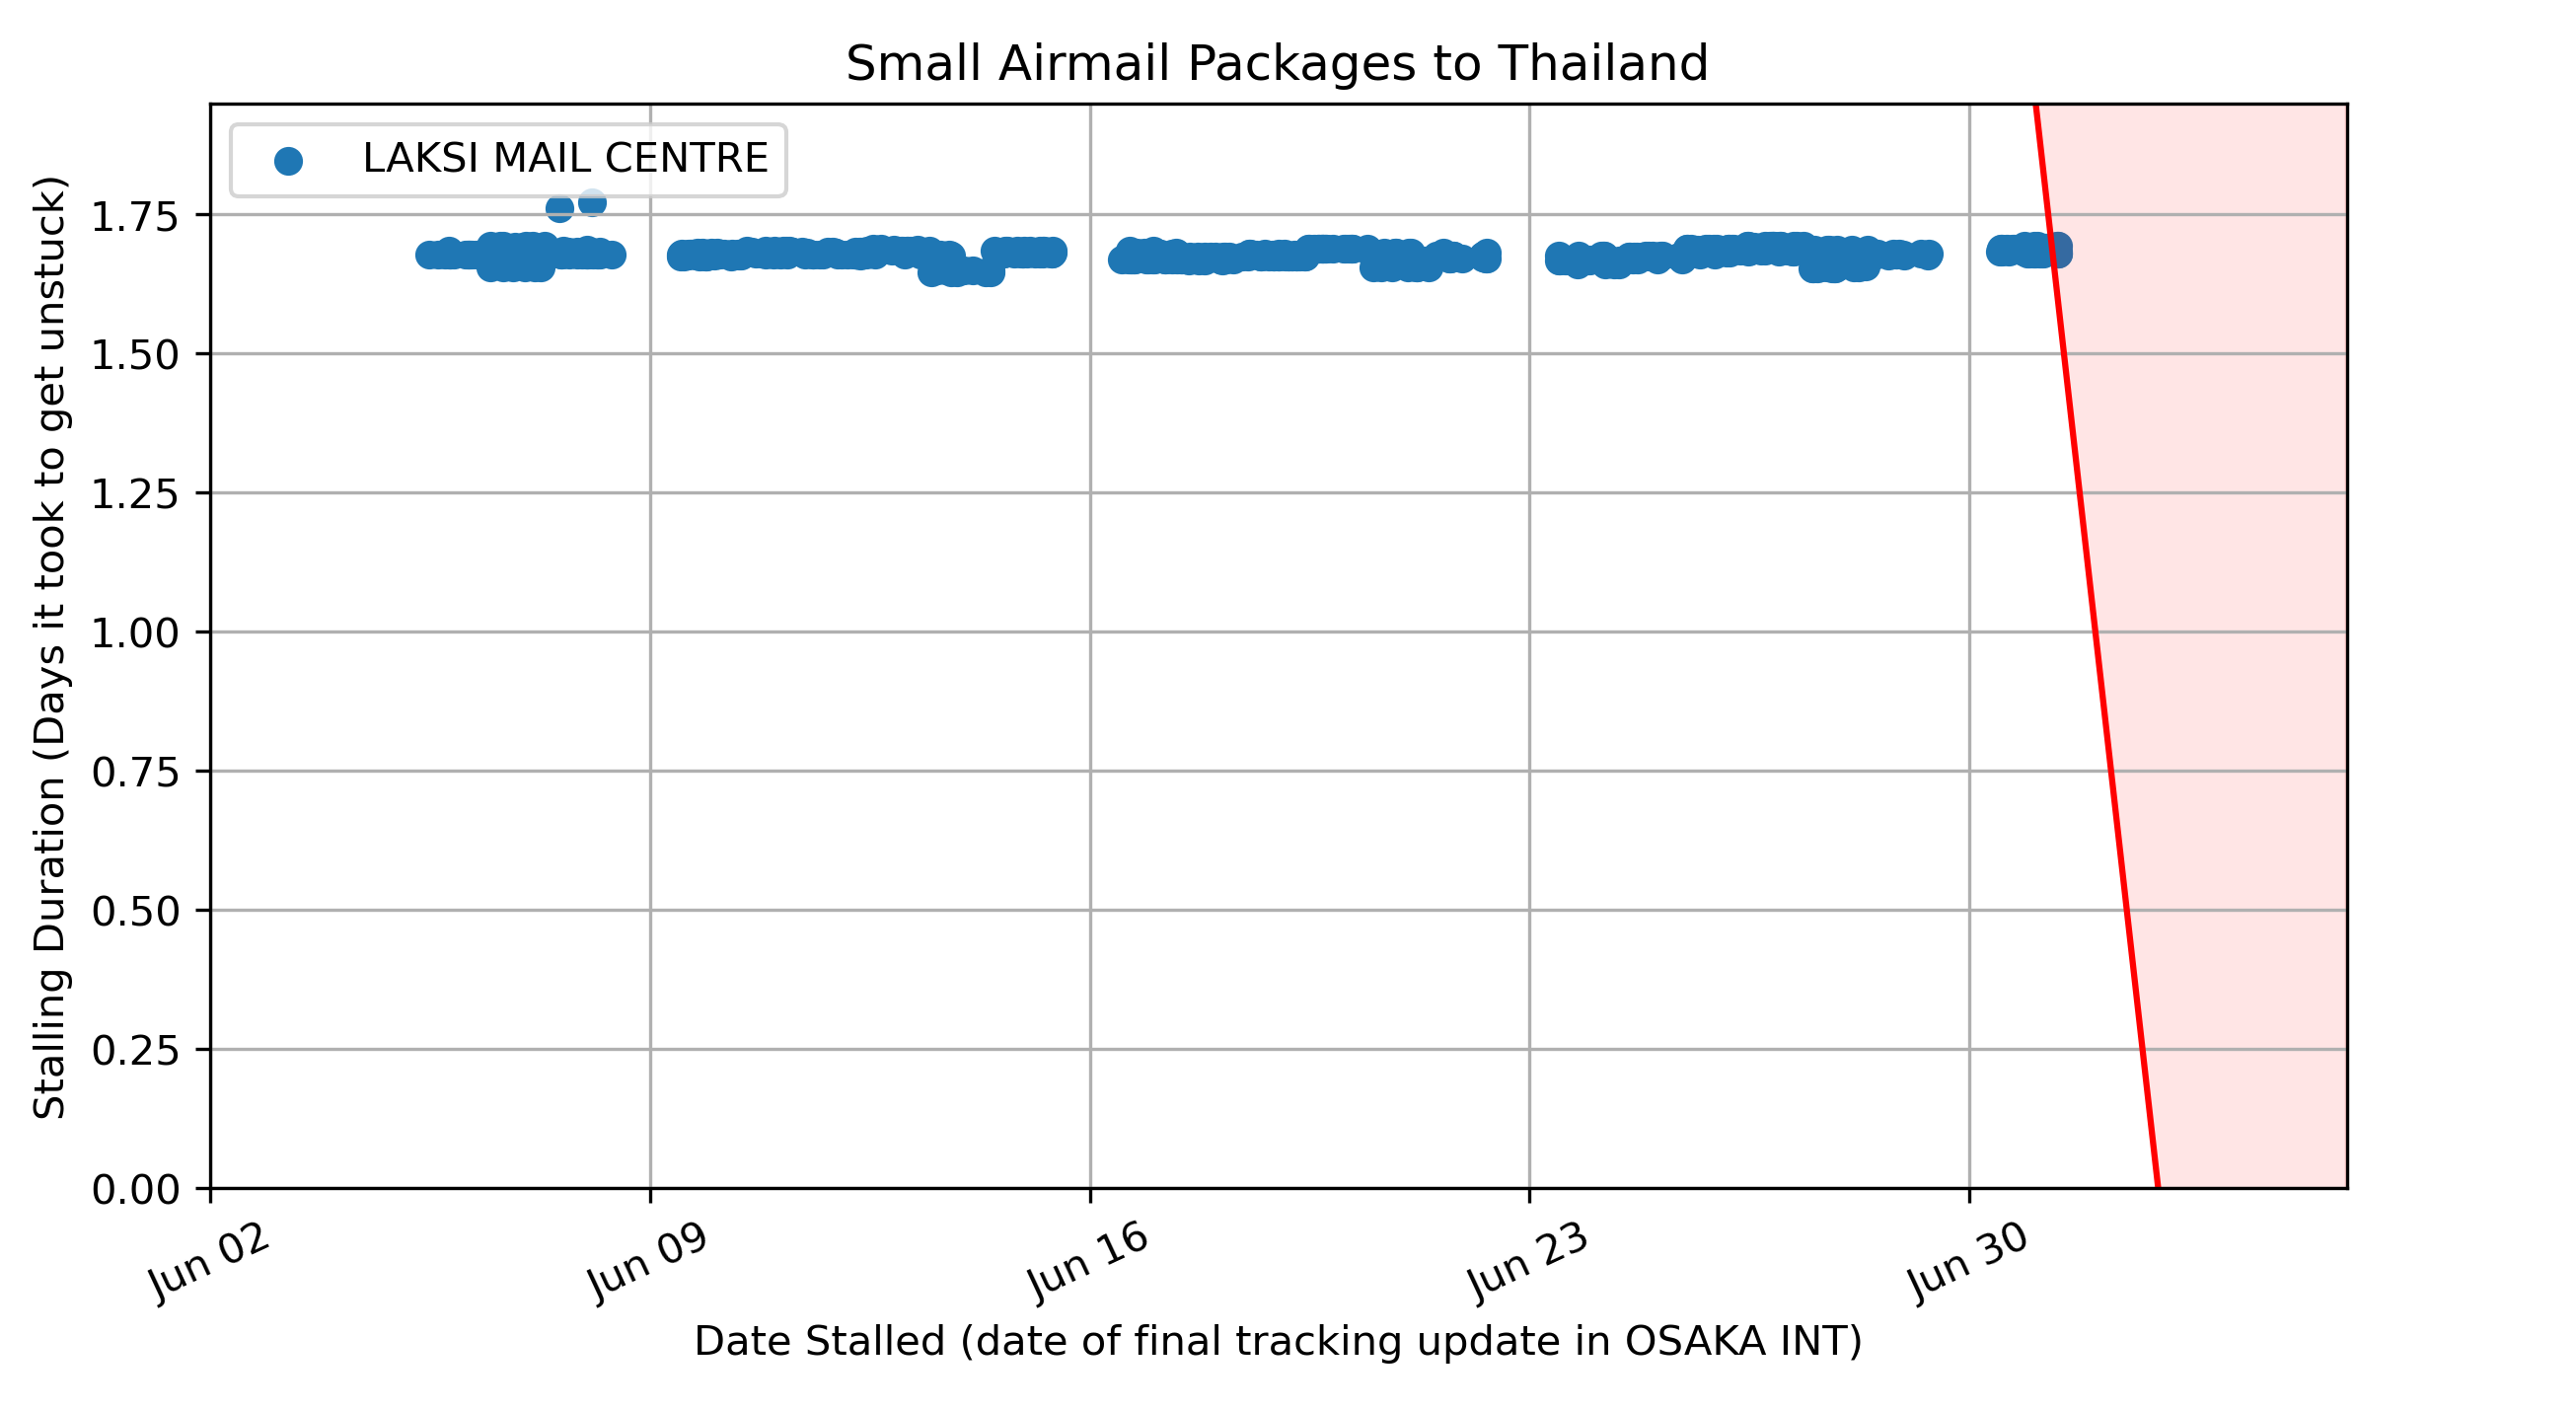 Small Airmail Packages to Thailand
LAKSI MAIL CENTRE
Stalling Duration (Days it took to get unstuck)
1.75
1.50
1.25
1.00
0.75
0.50
0.25
0.00
Jun 02
Jun 09
Jun 16
Jun 23
Jun 30
Date Stalled (date of final tracking update in OSAKA INT)